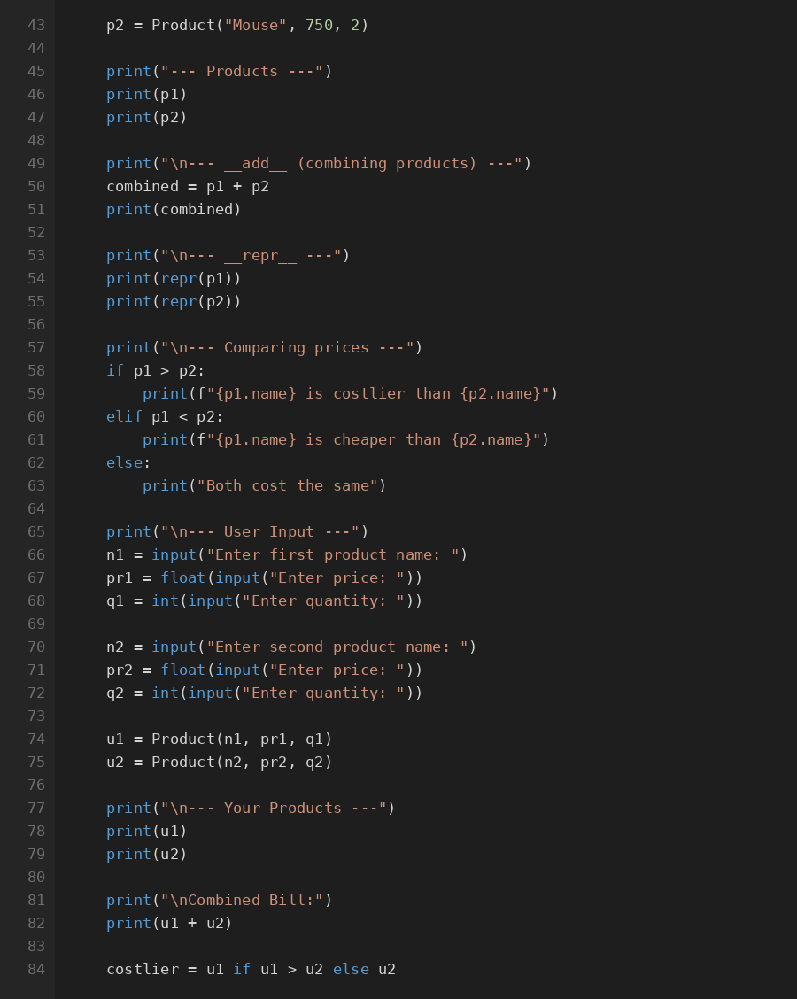 43 p2 = Product("Mouse", 750, 2)
44
45 print("--- Products ---")
46 print(p1)
47 print(p2)
48
49 print("\n--- __add__ (combining products) ---")
50 combined = p1 + p2
51 print(combined)
52
53 print("\n--- __repr__ ---")
54 print(repr(p1))
55 print(repr(p2))
56
57 print("\n--- Comparing prices ---")
58 if p1 > p2:
59     print(f"{p1.name} is costlier than {p2.name}")
60 elif p1 < p2:
61     print(f"{p1.name} is cheaper than {p2.name}")
62 else:
63     print("Both cost the same")
64
65 print("\n--- User Input ---")
66 n1 = input("Enter first product name: ")
67 pr1 = float(input("Enter price: "))
68 q1 = int(input("Enter quantity: "))
69
70 n2 = input("Enter second product name: ")
71 pr2 = float(input("Enter price: "))
72 q2 = int(input("Enter quantity: "))
73
74 u1 = Product(n1, pr1, q1)
75 u2 = Product(n2, pr2, q2)
76
77 print("\n--- Your Products ---")
78 print(u1)
79 print(u2)
80
81 print("\nCombined Bill:")
82 print(u1 + u2)
83
84 costlier = u1 if u1 > u2 else u2